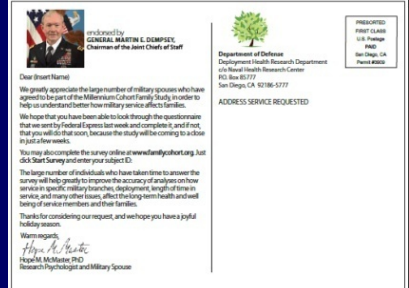 endorsed by
GENERAL MARTIN E. DEMPSEY,
Chairman of the Joint Chiefs of Staff
Dear (Insert Name)
We greatly appreciate the large number of military spouses who have
agreed to be part of the Millennium Cohort Family Study, in order to
help us understand better how military service affects families.
We hope that you have been able to look through the questionnaire
that we sent by Federal Express last week and complete it, and if not,
that you will do that soon, because the study will be coming to a close
in just a few weeks.
You may also complete the survey online at www.familycohort.org. Just
click Start Survey and enter your subject ID.
The large number of individuals who have taken time to answer the
survey will help greatly to improve the accuracy of analyses on how
service in specific military branches, deployment, length of time in
service, and many other issues, affect the long-term health and well
being of service members and their families.
Thanks for considering our request, and we hope you have a joyful
holiday season.
Warm regards,
Hope M. McMaster, PhD
Research Psychologist and Military Spouse
Department of Defense
Deployment Health Research Department
c/o Naval Health Research Center
P.O. Box 85777
San Diego, CA 92186-5777
ADDRESS SERVICE REQUESTED
PRESORTED
FIRST CLASS
U.S. Postage
PAID
San Diego, CA